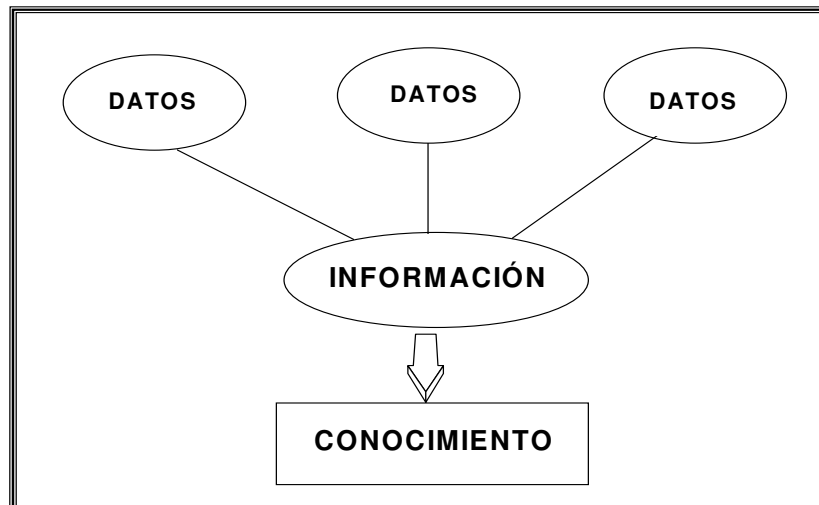 DATOS
DATOS
DATOS
INFORMACIÓN
CONOCIMIENTO